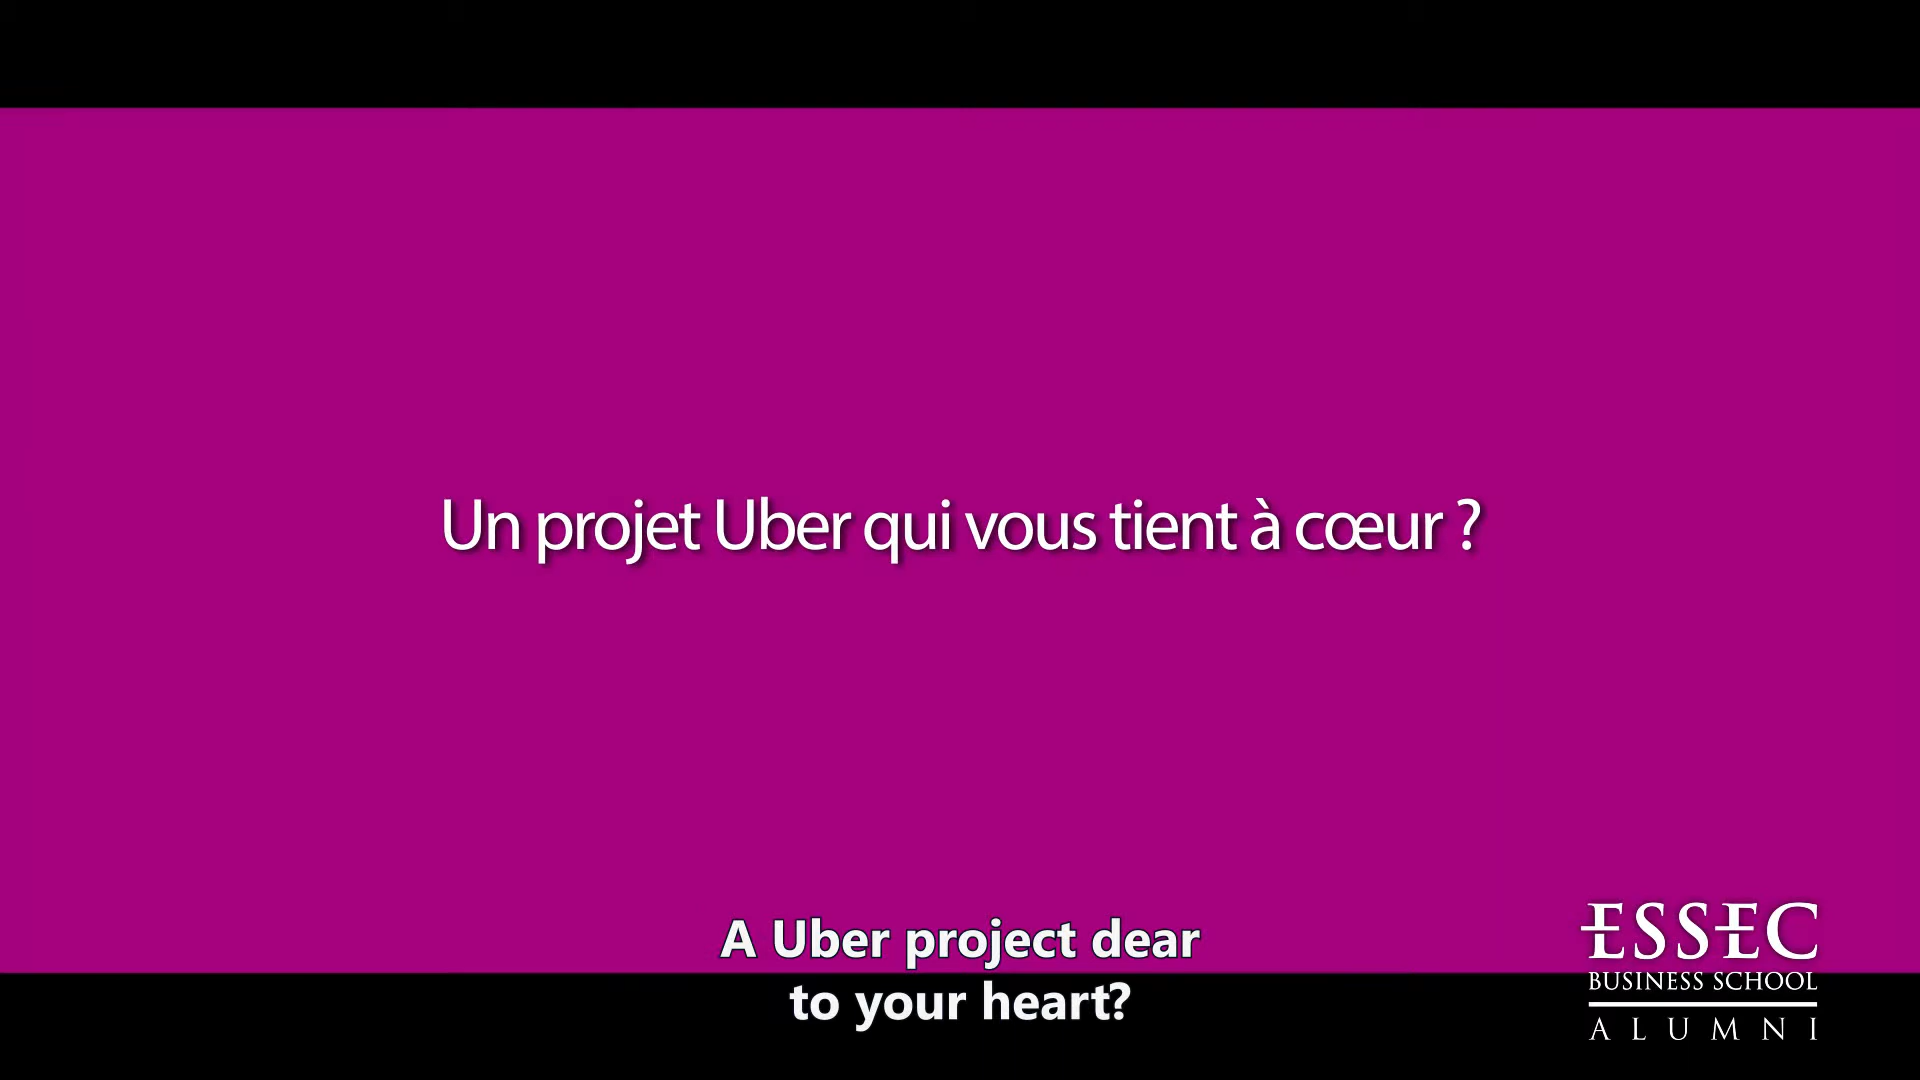 Un projet Uber qui vous tient à cœur ?
A Uber project dear
to your heart?
ESSEC
BUSINESS SCHOOL
ALUMNI